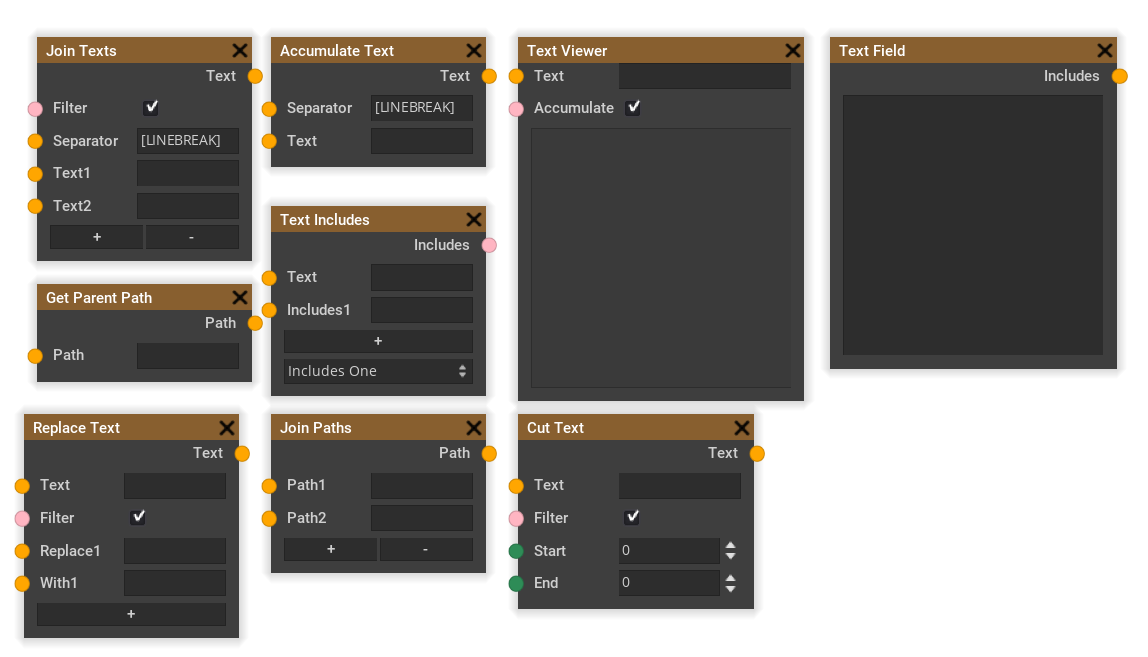 Join Texts
Text
Filter
Separator [LINEBREAK]
Text1
Text2
+ -
Accumulate Text
Text
Separator [LINEBREAK]
Text
Text Viewer
Text
Accumulate
Text Field
Includes
Get Parent Path
Path
Path
Text Includes
Includes
Text
Includes1
+
Includes One
Replace Text
Text
Text
Filter
Replace1
With1
+
Join Paths
Path
Path1
Path2
+ -
Cut Text
Text
Text
Filter
Start 0
End 0